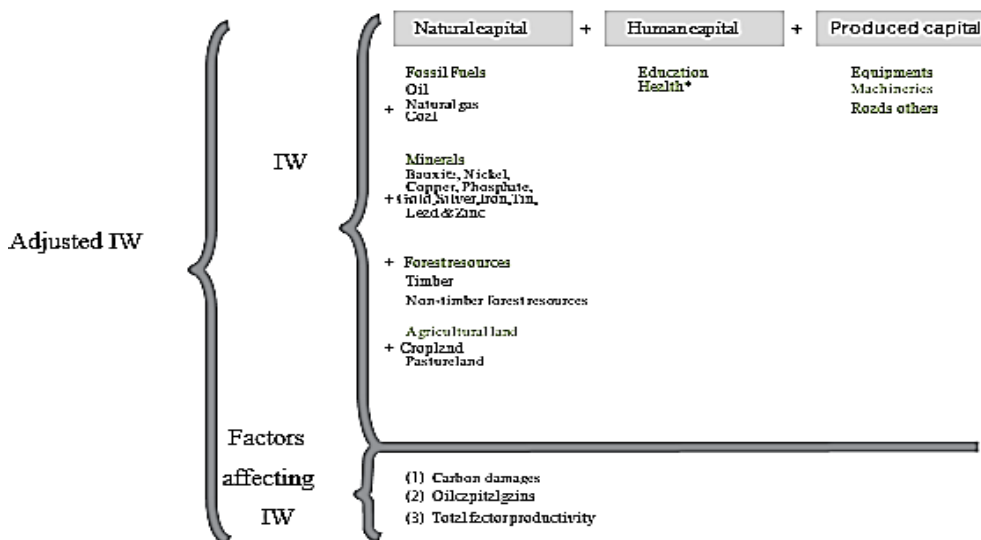 Natural capital + Human capital + Produced capital
Fossil Fuels
Oil
Natural gas
+
Coal
Education
Health*
Equipments
Machineries
Roads others
IW
Minerals
Bauxite, Nickel,
Copper, Phosphate,
+ Gold, Silver, Iron, Tin,
Lead & Zinc
Adjusted IW
+ Forest resources
Timber
Non-timber forest resources
Agricultural land
+ Cropland
Pastureland
Factors
affecting
IW
(1) Carbon damages
(2) Oil capital gains
(3) Total factor productivity